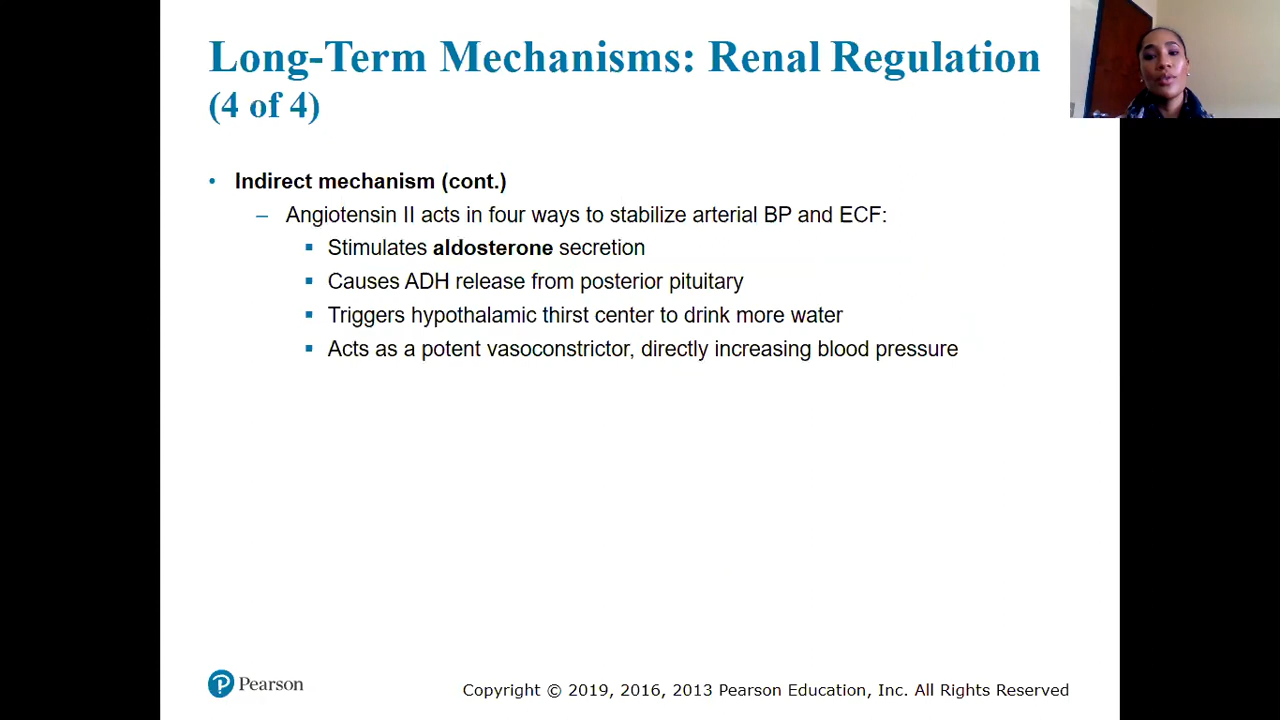 Long-Term Mechanisms: Renal Regulation
(4 of 4)
• Indirect mechanism (cont.)
– Angiotensin II acts in four ways to stabilize arterial BP and ECF:
▪ Stimulates aldosterone secretion
▪ Causes ADH release from posterior pituitary
▪ Triggers hypothalamic thirst center to drink more water
▪ Acts as a potent vasoconstrictor, directly increasing blood pressure
Pearson
Copyright © 2019, 2016, 2013 Pearson Education, Inc. All Rights Reserved